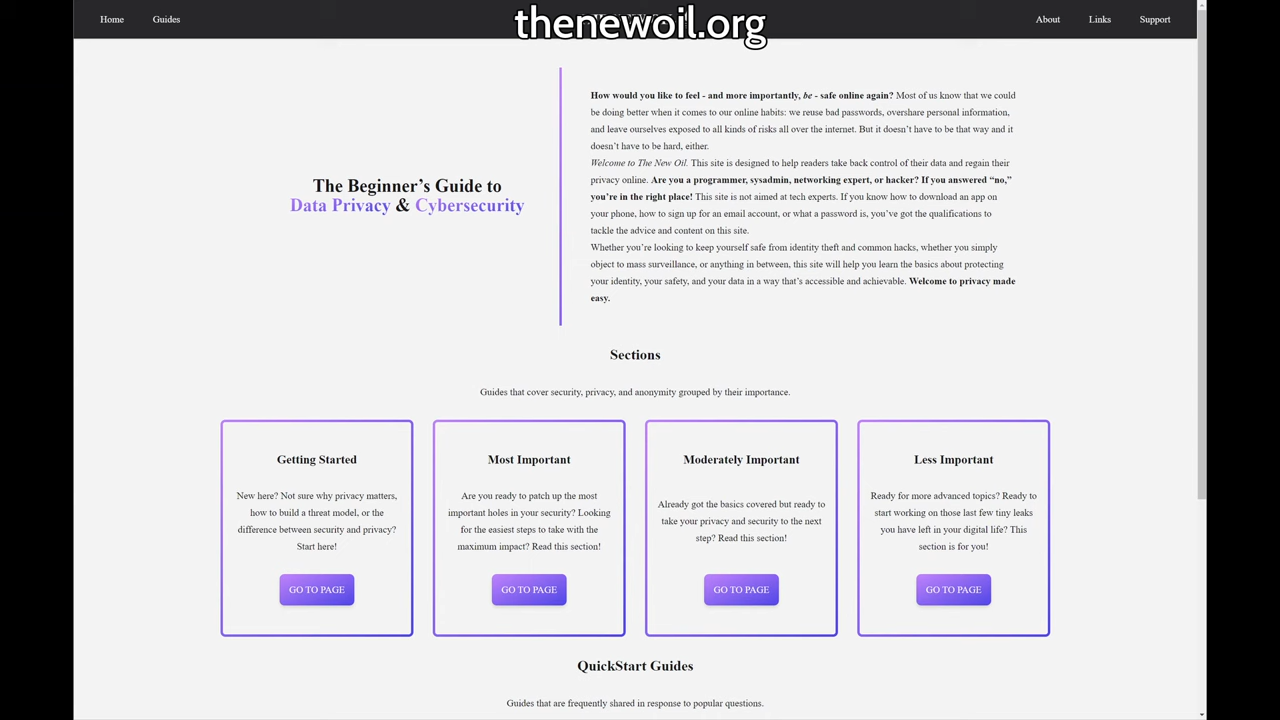 Home
Guides
thenewoil.org
About
Links
Support
The Beginner's Guide to
Data Privacy & Cybersecurity
How would you like to feel - and more importantly, be - safe online again? Most of us know that we could
be doing better when it comes to our online habits: we reuse bad passwords, overshare personal information,
and leave ourselves exposed to all kinds of risks all over the internet. But it doesn't have to be that way and it
doesn't have to be hard, either.
Welcome to The New Oil. This site is designed to help readers take back control of their data and regain their
privacy online. Are you a programmer, sysadmin, networking expert, or hacker? If you answered “no,”
you're in the right place! This site is not aimed at tech experts. If you know how to download an app on
your phone, how to sign up for an email account, or what a password is, you've got the qualifications to
tackle the advice and content on this site.
Whether you're looking to keep yourself safe from identity theft and common hacks, whether you simply
object to mass surveillance, or anything in between, this site will help you learn the basics about protecting
your identity, your safety, and your data in a way that's accessible and achievable. Welcome to privacy made
easy.
Sections
Guides that cover security, privacy, and anonymity grouped by their importance.
Getting Started
New here? Not sure why privacy matters,
how to build a threat model, or the
difference between security and privacy?
Start here!
GO TO PAGE
Most Important
Are you ready to patch up the most
important holes in your security? Looking
for the easiest steps to take with the
maximum impact? Read this section!
GO TO PAGE
Moderately Important
Already got the basics covered but ready to
take your privacy and security to the next
step? Read this section!
GO TO PAGE
Less Important
Ready for more advanced topics? Ready to
start working on those last few tiny leaks
you have left in your digital life? This
section is for you!
GO TO PAGE
QuickStart Guides
Guides that are frequently shared in response to popular questions.